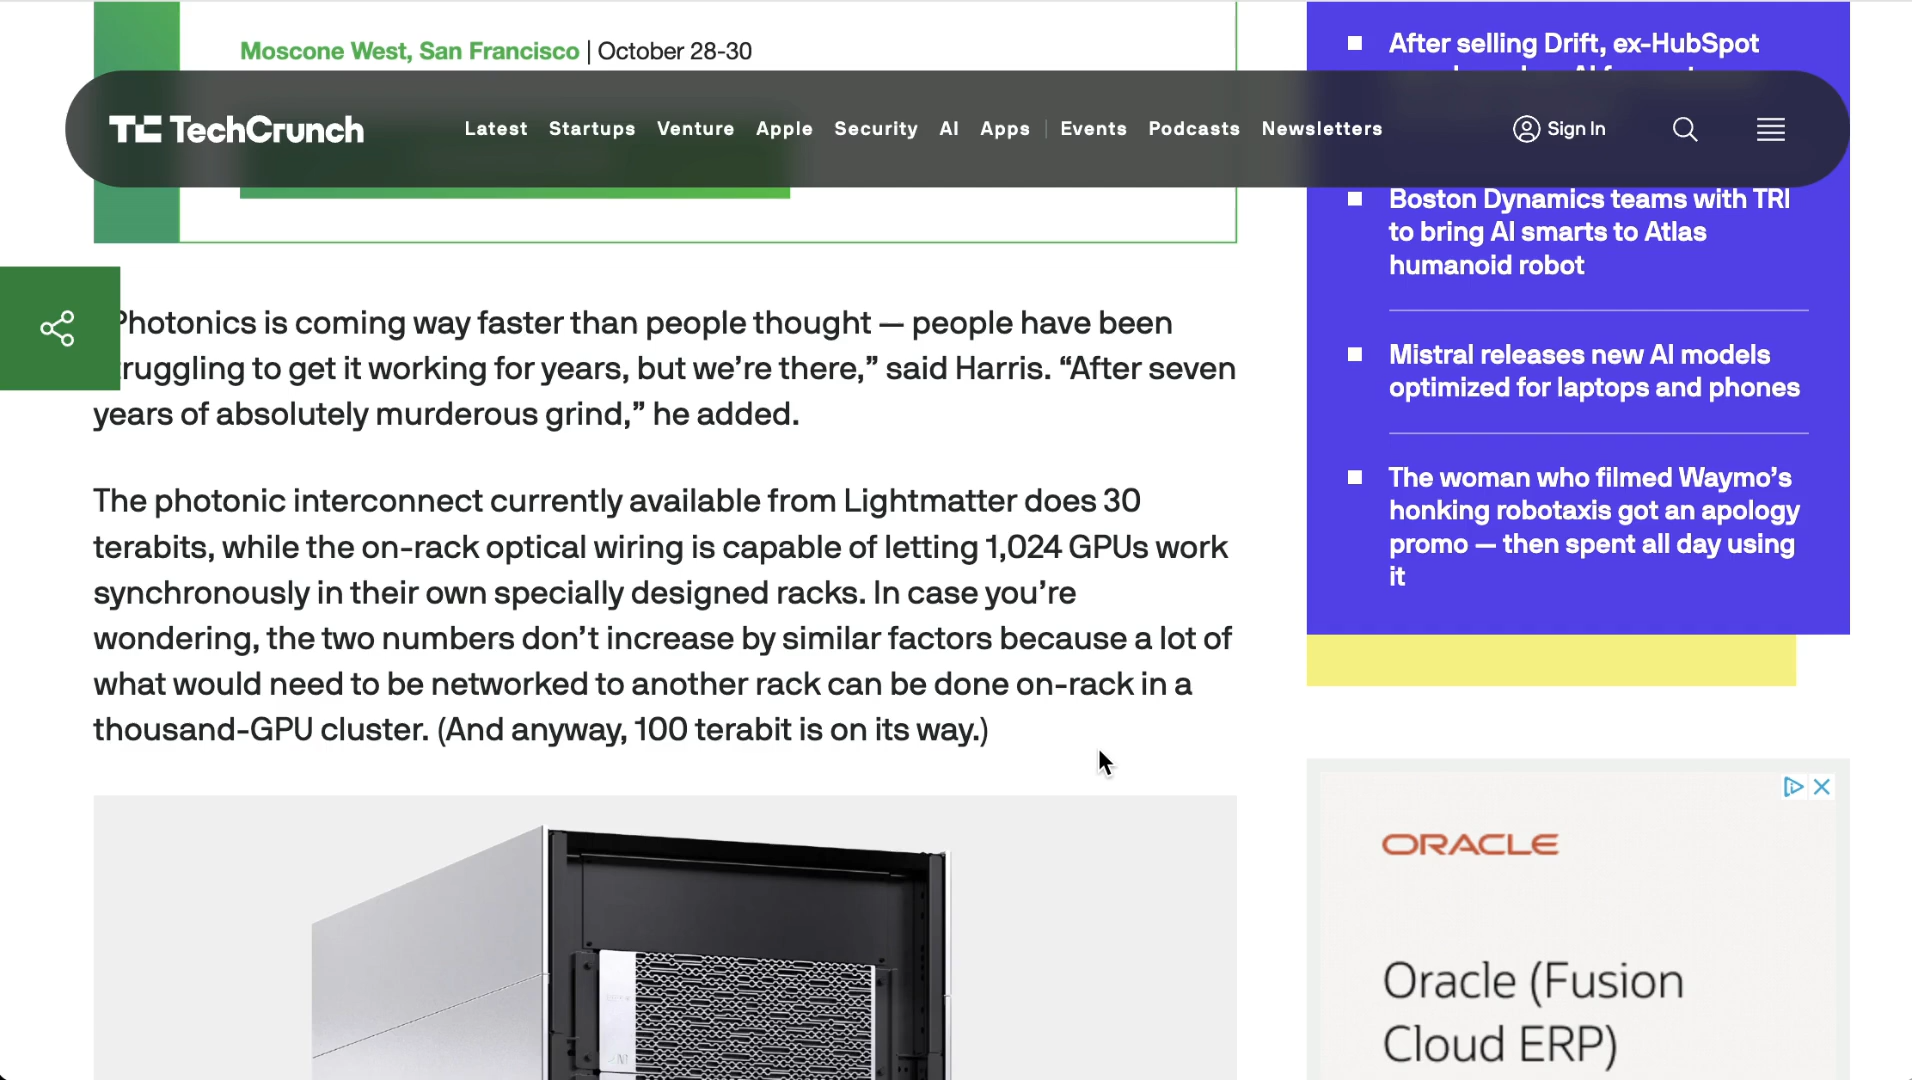 Moscone West, San Francisco | October 28-30
TechCrunch
Latest Startups Venture Apple Security AI Apps Events Podcasts Newsletters
Sign In
Photonics is coming way faster than people thought — people have been
truggling to get it working for years, but we’re there,” said Harris. “After seven
years of absolutely murderous grind,” he added.
The photonic interconnect currently available from Lightmatter does 30
terabits, while the on-rack optical wiring is capable of letting 1,024 GPUs work
synchronously in their own specially designed racks. In case you’re
wondering, the two numbers don’t increase by similar factors because a lot of
what would need to be networked to another rack can be done on-rack in a
thousand-GPU cluster. (And anyway, 100 terabit is on its way.)
After selling Drift, ex-HubSpot
Boston Dynamics teams with TRI
to bring AI smarts to Atlas
humanoid robot
Mistral releases new AI models
optimized for laptops and phones
The woman who filmed Waymo’s
honking robotaxis got an apology
promo — then spent all day using
it
ORACLE
Oracle (Fusion
Cloud ERP)